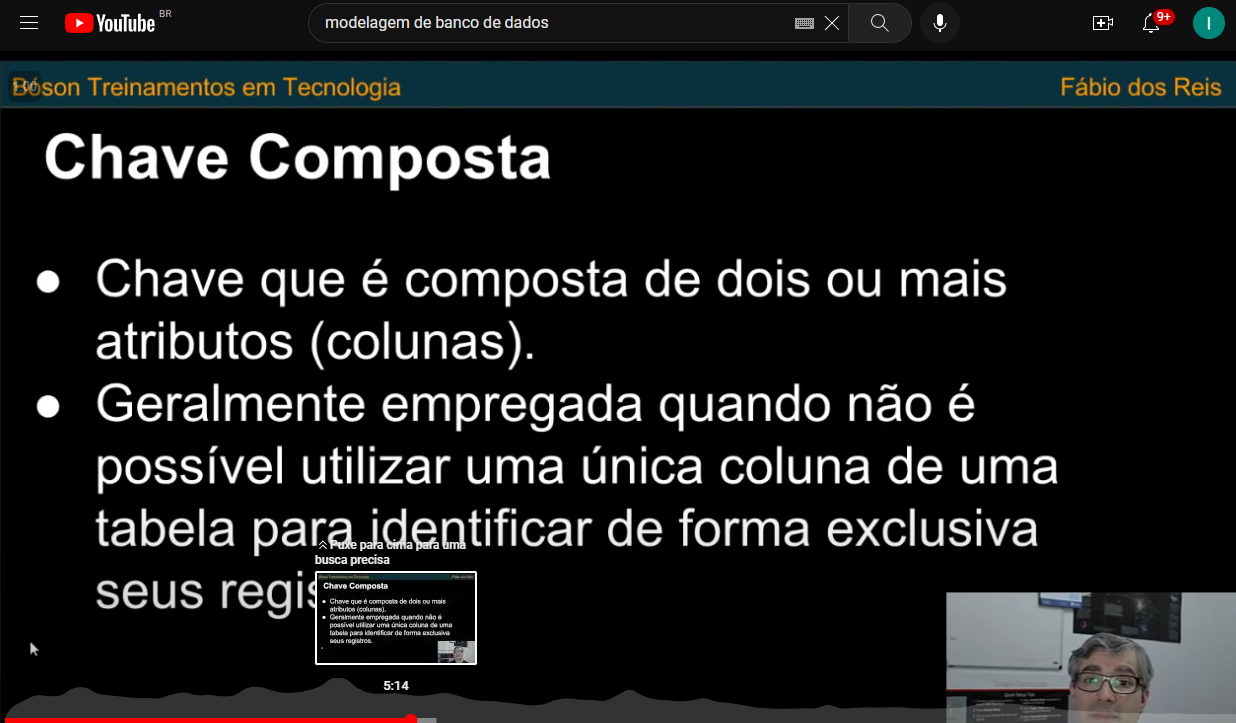 YouTube BR
modelagem de banco de dados
9+
I
Bóson Treinamentos em Tecnologia
Fábio dos Reis
Chave Composta
● Chave que é composta de dois ou mais
atributos (colunas).
● Geralmente empregada quando não é
possível utilizar uma única coluna de uma
tabela para identificar de forma exclusiva
seus regis
Puxe para cima para uma
busca precisa
Chave Composta
● Chave que é composta de dois ou mais
atributos (colunas).
● Geralmente empregada quando não é
possível utilizar uma única coluna de uma
tabela para identificar de forma exclusiva
seus registros.
5:14